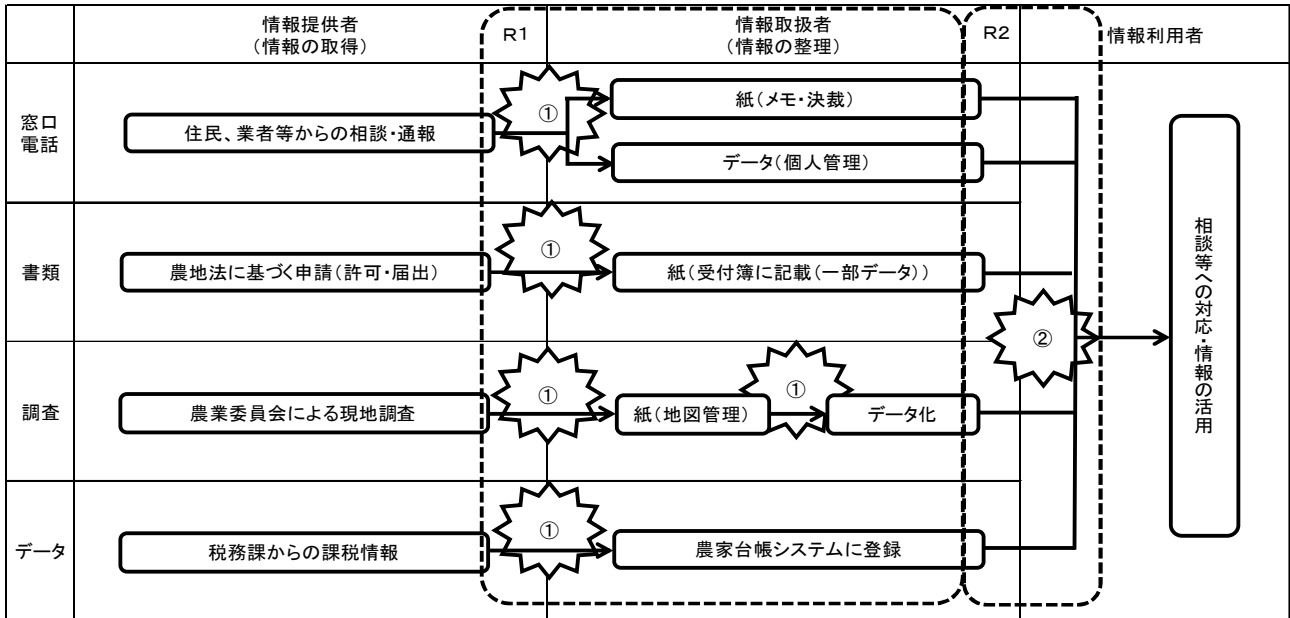 情報提供者
(情報の取得)
R1
情報取扱者
(情報の整理)
R2
情報利用者
窓口
電話
住民、業者等からの相談・通報
①
紙(メモ・決裁)
データ(個人管理)
書類
農地法に基づく申請(許可・届出)
①
紙(受付簿に記載(一部データ))
②
調査
農業委員会による現地調査
①
紙(地図管理)
①
データ化
データ
税務課からの課税情報
①
農家台帳システムに登録
相談等への対応・情報の活用